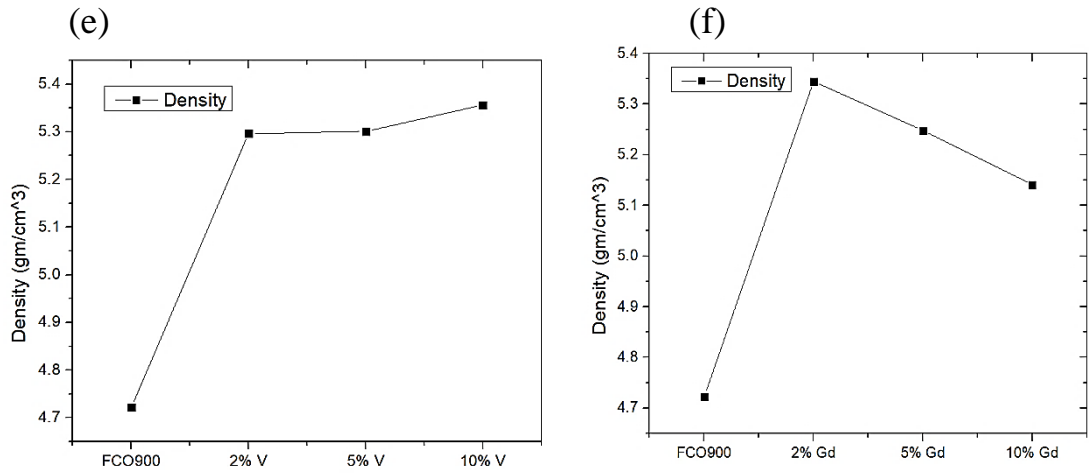 (e)
Density
Density (gm/cm^3)
5.4
5.3
5.2
5.1
5.0
4.9
4.8
4.7
FCO900 2% V 5% V 10% V
(f)
Density
Density (gm/cm^3)
5.4
5.3
5.2
5.1
5.0
4.9
4.8
4.7
FCO900 2% Gd 5% Gd 10% Gd